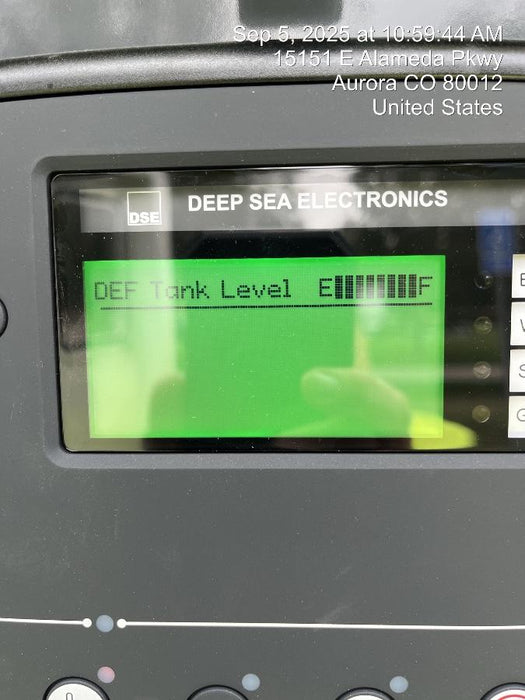 Sep 5, 2025 at 10:59:44 AM
15151 E Alameda Pkwy
Aurora CO 80012
United States
DSE
DEEP SEA ELECTRONICS
DEF Tank Level E F